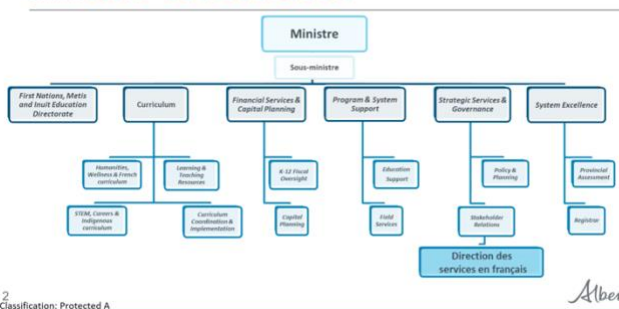 Ministre
Sous-ministre
First Nations, Metis
and Inuit Education
Directorate
Curriculum
Financial Services &
Capital Planning
Program & System
Support
Strategic Services &
Governance
System Excellence
Humanities,
Wellness & French
curriculum
Learning &
Teaching
Resources
K-12 Fiscal
Oversight
Education
Support
Policy &
Planning
Provincial
Assessment
STEM, Careers &
Indigenous
curriculum
Curriculum
Coordination &
Implementation
Capital
Planning
Field
Services
Stakeholder
Relations
Registrar
Direction des
services en français
2
Classification: Protected A
Alber